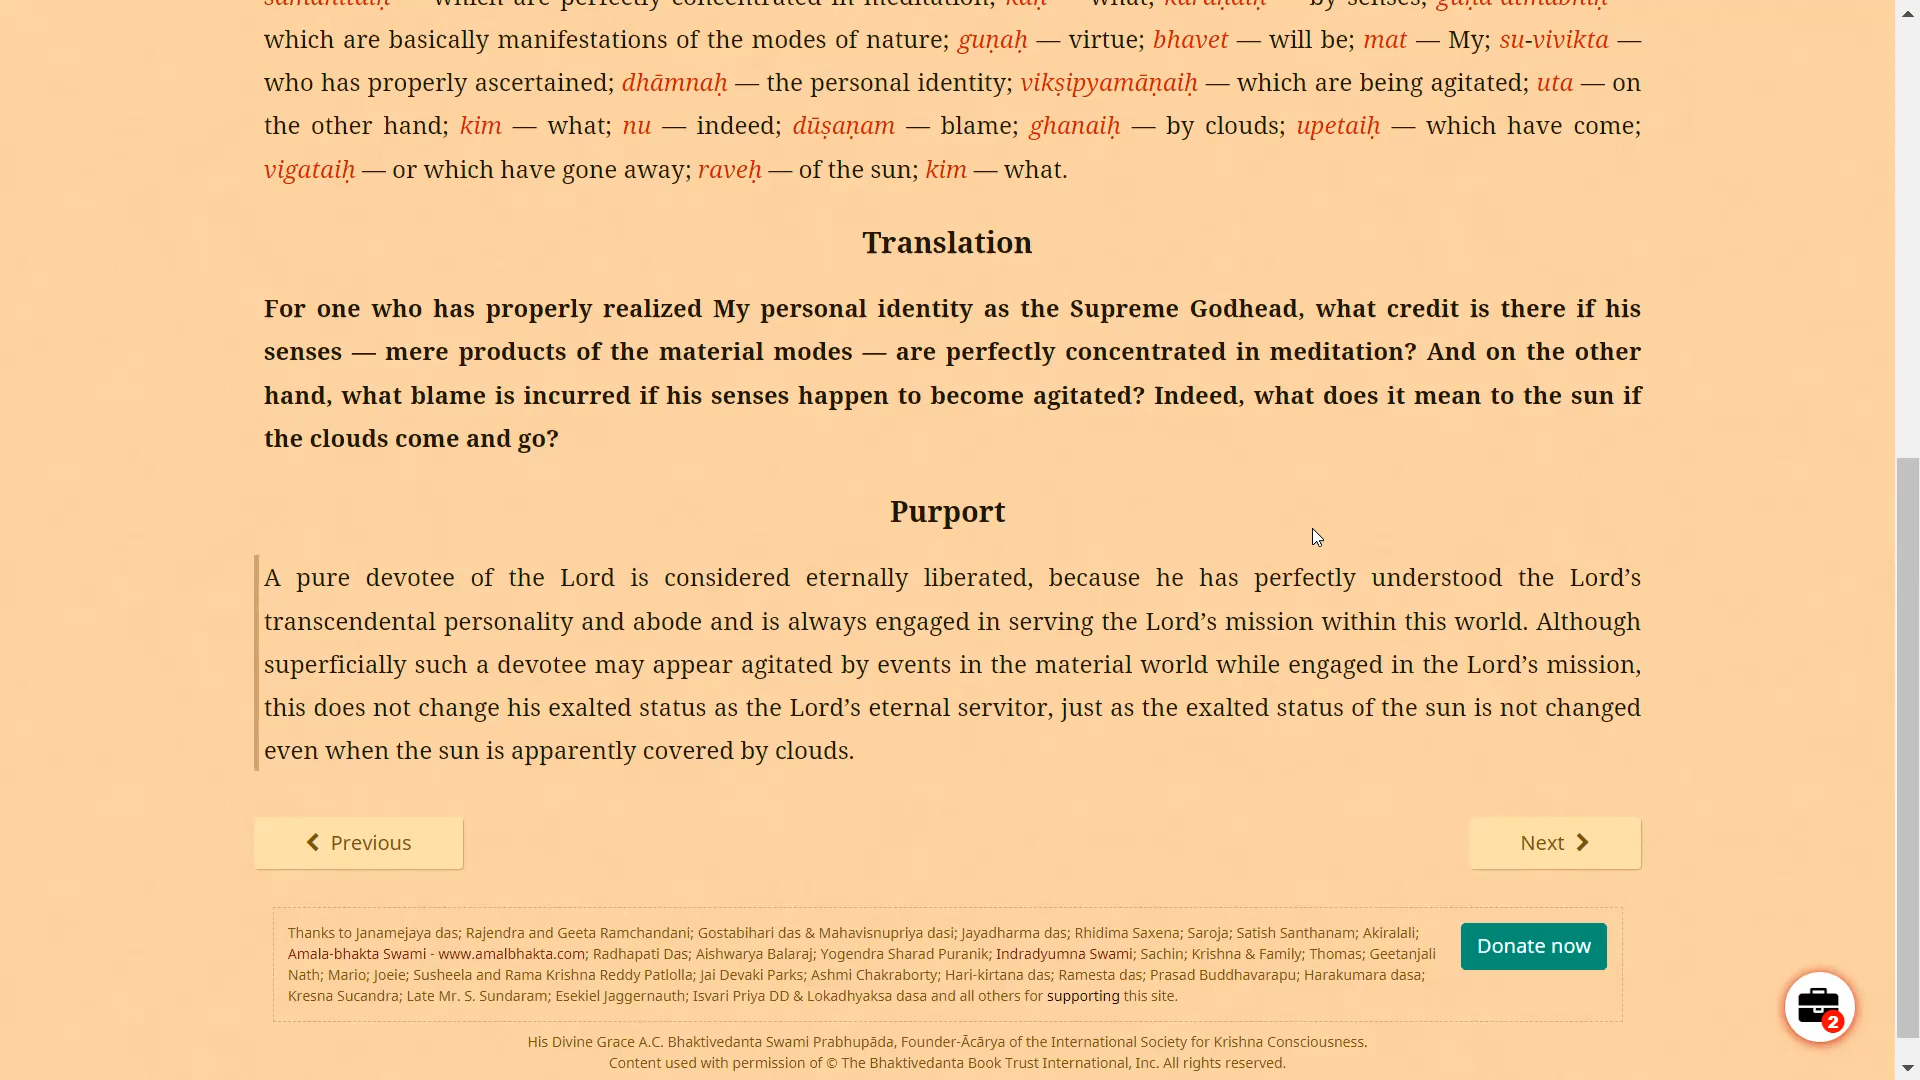 samāhitaiḥ — which are perfectly concentrated in meditation; kaḥ — what; karaṇaiḥ — by senses; guṇa-ātmabhiḥ —
which are basically manifestations of the modes of nature; guṇaḥ — virtue; bhavet — will be; mat — My; su-vivikta —
who has properly ascertained; dhāmnaḥ — the personal identity; vikṣipyamāṇaiḥ — which are being agitated; uta — on
the other hand; kim — what; nu — indeed; dūṣaṇam — blame; ghanaiḥ — by clouds; upetaiḥ — which have come;
vigataiḥ — or which have gone away; raveḥ — of the sun; kim — what.
Translation
For one who has properly realized My personal identity as the Supreme Godhead, what credit is there if his
senses — mere products of the material modes — are perfectly concentrated in meditation? And on the other
hand, what blame is incurred if his senses happen to become agitated? Indeed, what does it mean to the sun if
the clouds come and go?
Purport
A pure devotee of the Lord is considered eternally liberated, because he has perfectly understood the Lord’s
transcendental personality and abode and is always engaged in serving the Lord’s mission within this world. Although
superficially such a devotee may appear agitated by events in the material world while engaged in the Lord’s mission,
this does not change his exalted status as the Lord’s eternal servitor, just as the exalted status of the sun is not changed
even when the sun is apparently covered by clouds.
Previous
Next
Thanks to Janamejaya das; Rajendra and Geeta Ramchandani; Gostabihari das & Mahavisnupriya dasi; Jayadharma das; Rhidima Saxena; Saroja; Satish Santhanam; Akiralali;
Amala-bhakta Swami - www.amalbhakta.com; Radhapati Das; Aishwarya Balaraj; Yogendra Sharad Puranik; Indradyumna Swami; Sachin; Krishna & Family; Thomas; Geetanjali
Nath; Mario; Joeie; Susheela and Rama Krishna Reddy Patlolla; Jai Devaki Parks; Ashmi Chakraborty; Hari-kirtana das; Ramesta das; Prasad Buddhavarapu; Harakumara dasa;
Kresna Sucandra; Late Mr. S. Sundaram; Esekiel Jaggernauth; Isvari Priya DD & Lokadhyaksa dasa and all others for supporting this site.
Donate now
2
His Divine Grace A.C. Bhaktivedanta Swami Prabhupāda, Founder-Ācārya of the International Society for Krishna Consciousness.
Content used with permission of © The Bhaktivedanta Book Trust International, Inc. All rights reserved.